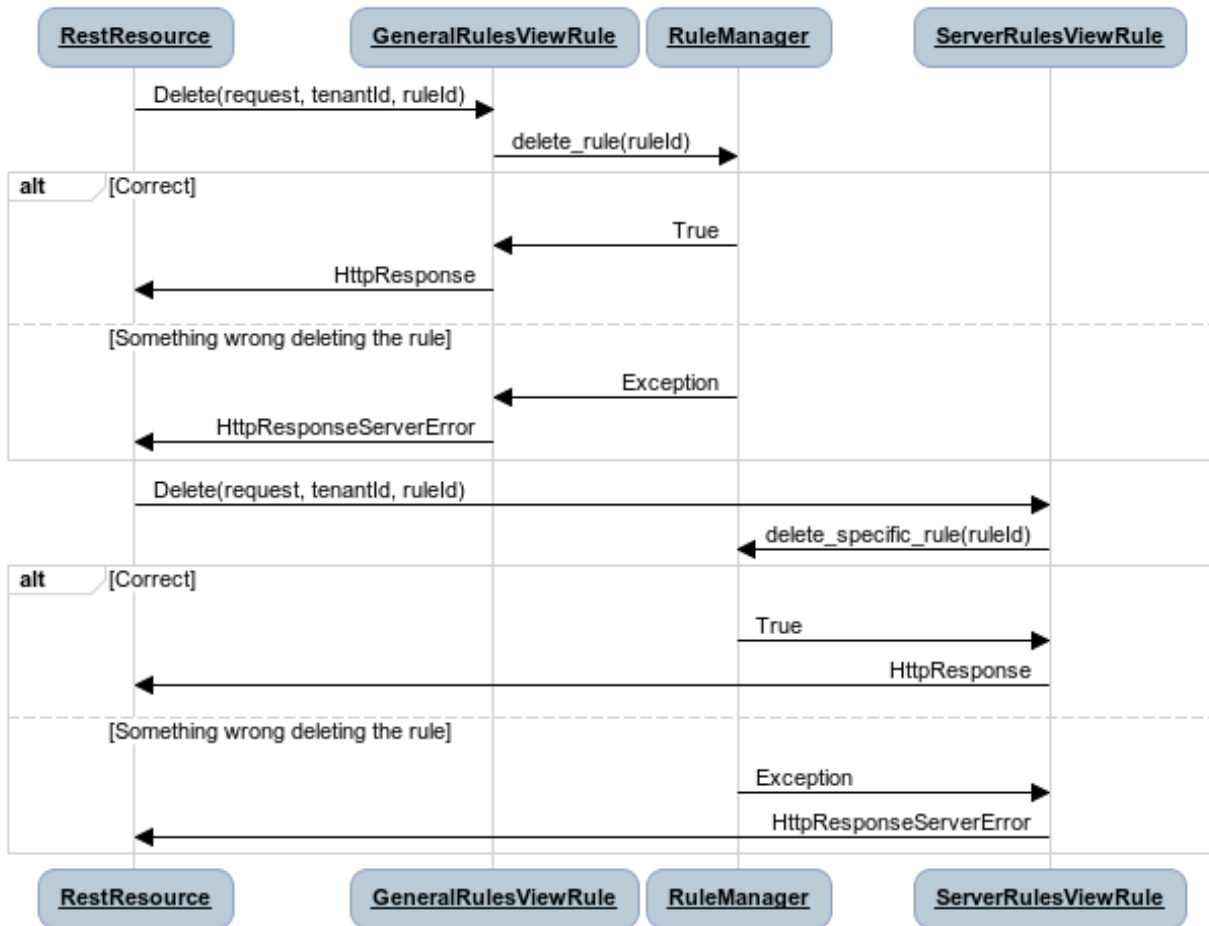 RestResource
GeneralRulesViewRule
RuleManager
ServerRulesViewRule
Delete(request, tenantId, ruleId)
delete_rule(ruleId)
alt
[Correct]
True
HttpResponse
[Something wrong deleting the rule]
Exception
HttpResponseServerError
Delete(request, tenantId, ruleId)
delete_specific_rule(ruleId)
alt
[Correct]
True
HttpResponse
[Something wrong deleting the rule]
Exception
HttpResponseServerError
RestResource
GeneralRulesViewRule
RuleManager
ServerRulesViewRule